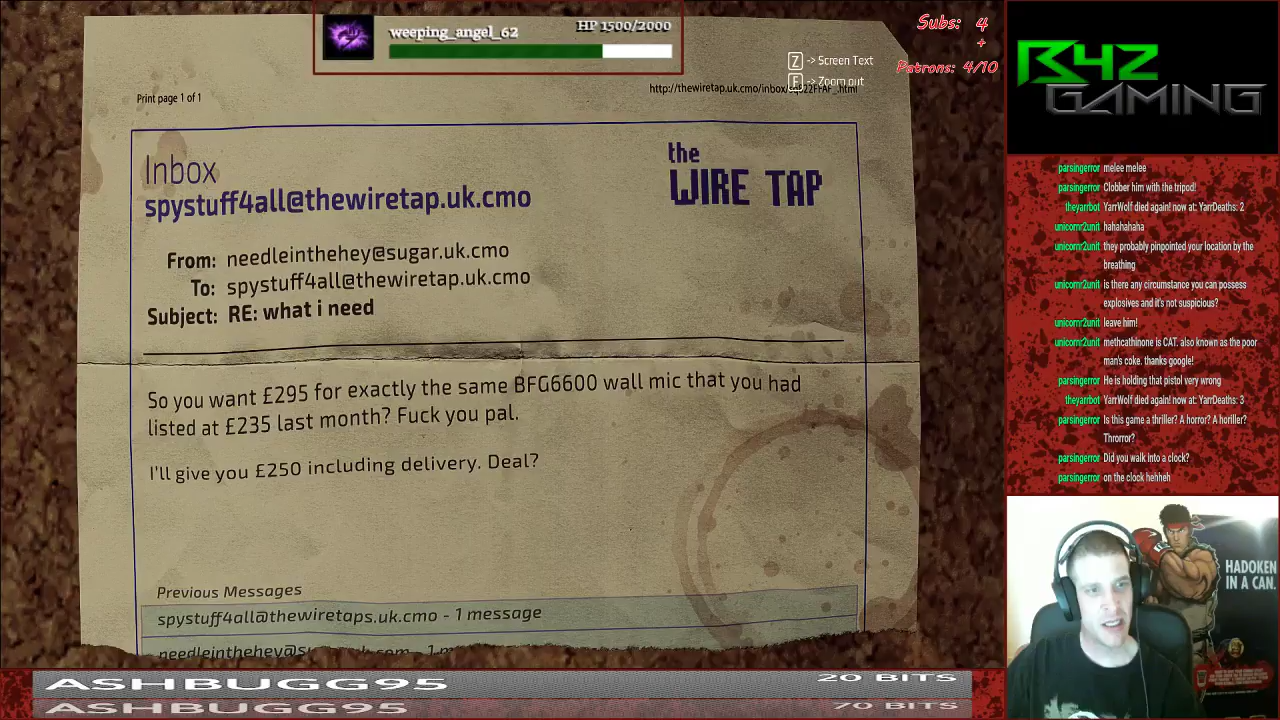 weeping_angel_62
HP 1500/2000
Subs: 4
+
Patrons: 4/10
Z -> Screen Text
F -> Zoom out
Print page 1 of 1
Inbox
spystuff4all@thewiretap.uk.cmo
the
WIRE TAP
From: needleinthehey@sugar.uk.cmo
To: spystuff4all@thewiretap.uk.cmo
Subject: RE: what i need
So you want £295 for exactly the same BFG6600 wall mic that you had
listed at £235 last month? Fuck you pal.
I'll give you £250 including delivery. Deal?
Previous Messages
spystuff4all@thewiretaps.uk.cmo - 1 message
ASHBUGG95
20 BITS
ASHBUGG95
70 BITS
B4Z
GAMING
parsingerror melee melee
parsingerror Clobber him with the tripod!
theyarrbot YarrWolf died again! now at: YarrDeaths: 2
unicornr2unit hahahahaha
unicornr2unit they probably pinpointed your location by the
breathing
unicornr2unit is there any circumstance you can possess
explosives and it's not suspicious?
unicornr2unit leave him!
unicornr2unit methcathinone is CAT. also known as the poor
man's coke. thanks google!
parsingerror He is holding that pistol very wrong
theyarrbot YarrWolf died again! now at: YarrDeaths: 3
parsingerror Is this game a thriller? A horror? A horiller?
Throrror?
parsingerror Did you walk into a clock?
parsingerror on the clock hehheh
HADOKEN
IN A CAN.